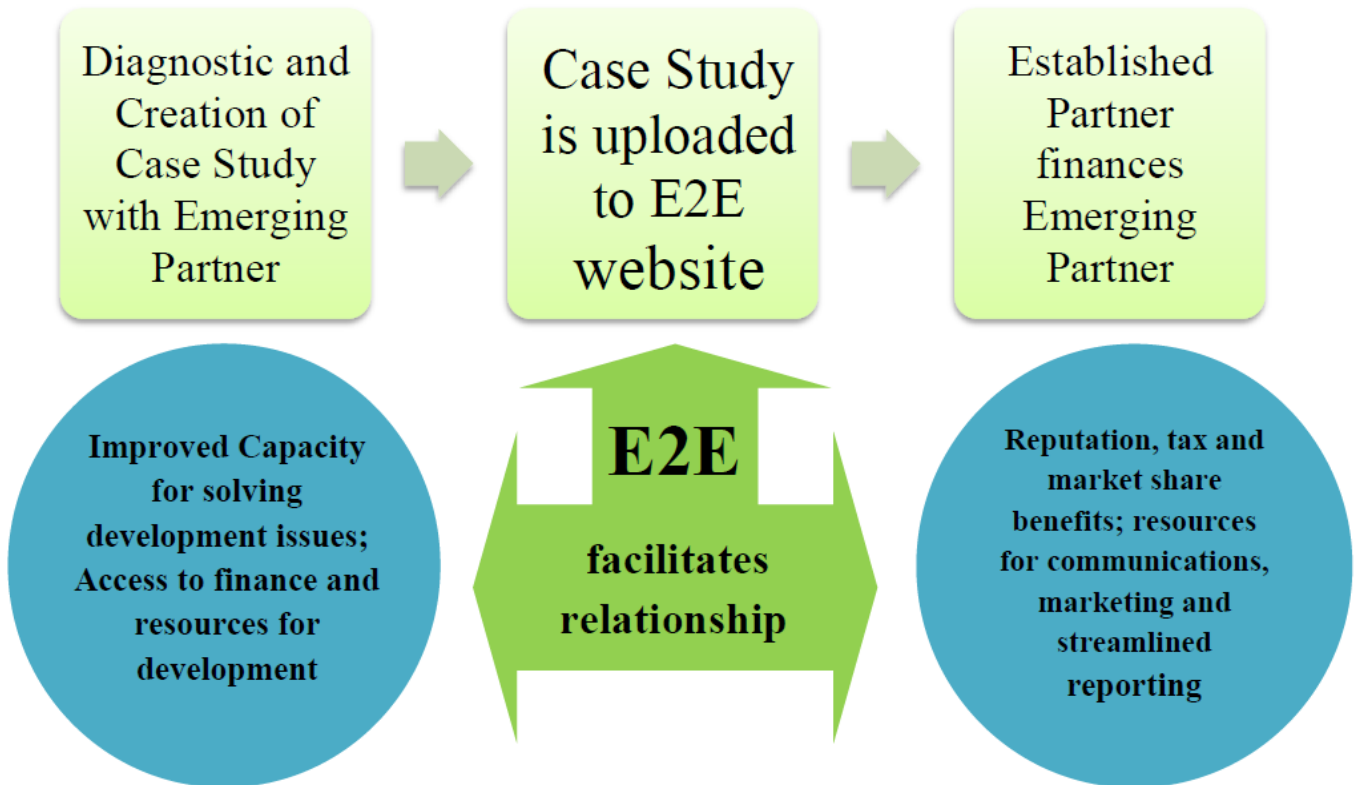 Diagnostic and
Creation of
Case Study
with Emerging
Partner
Case Study
is uploaded
to E2E
website
Established
Partner
finances
Emerging
Partner
Improved Capacity
for solving
development issues;
Access to finance and
resources for
development
E2E
facilitates
relationship
Reputation, tax and
market share
benefits; resources
for communications,
marketing and
streamlined
reporting